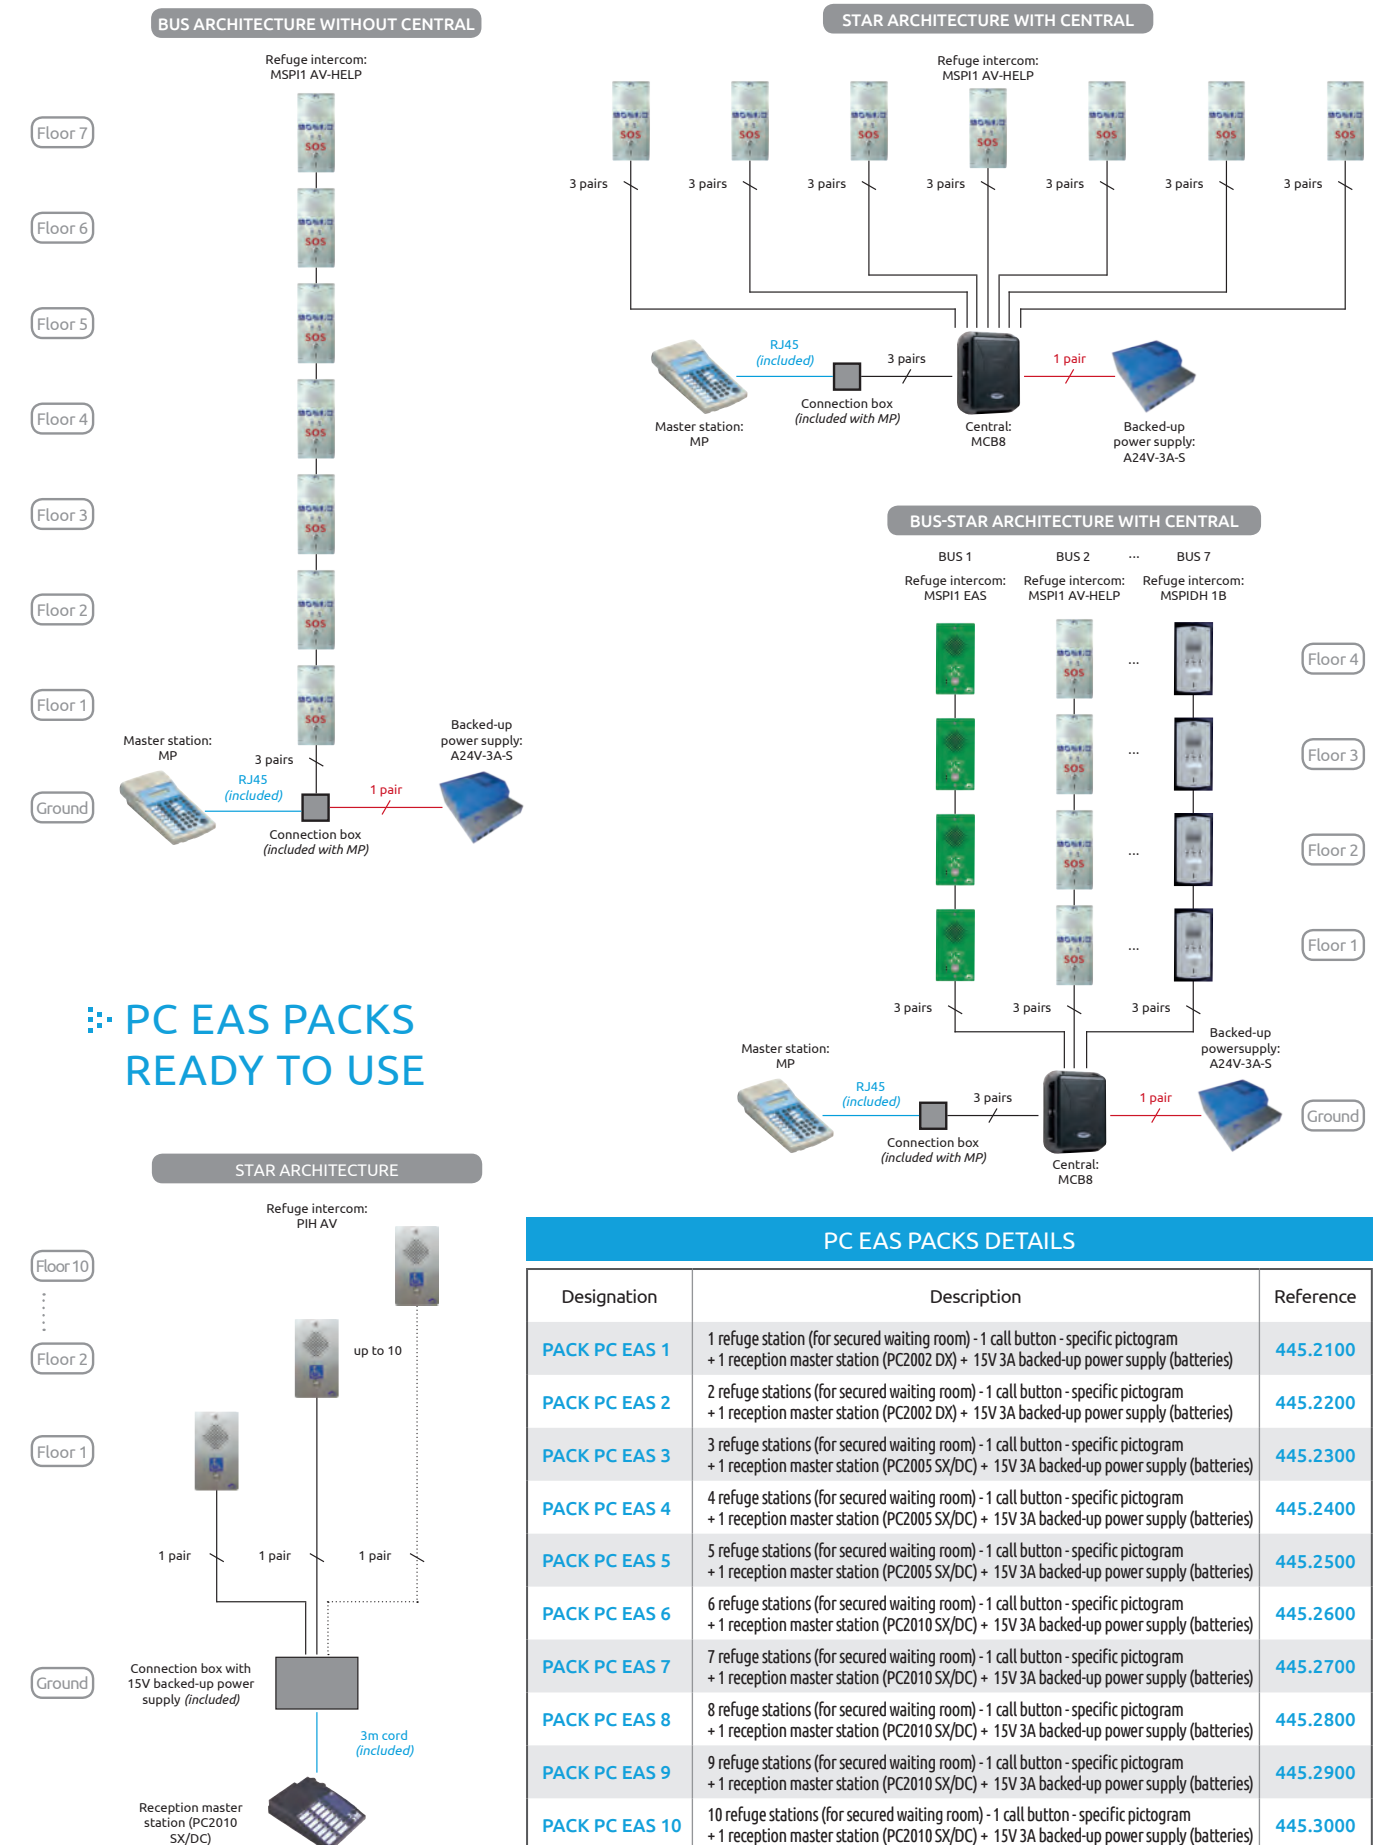 BUS ARCHITECTURE WITHOUT CENTRAL
Refuge intercom:
MSPI1 AV-HELP
Floor 7
SOS
Floor 6
SOS
Floor 5
SOS
Floor 4
SOS
Floor 3
SOS
Floor 2
SOS
Floor 1
SOS
Master station:
MP
3 pairs
RJ45
(included)
Backed-up
power supply:
A24V-3A-S
1 pair
Ground
Connection box
(included with MP)
STAR ARCHITECTURE WITH CENTRAL
Refuge intercom:
MSPI1 AV-HELP
SOS SOS SOS SOS SOS SOS SOS
3 pairs 3 pairs 3 pairs 3 pairs 3 pairs 3 pairs 3 pairs
RJ45
(included)
3 pairs
1 pair
Connection box
(included with MP)
Master station:
MP
Central:
MCB8
Backed-up
power supply:
A24V-3A-S
BUS-STAR ARCHITECTURE WITH CENTRAL
BUS 1 BUS 2 ... BUS 7
Refuge intercom:
MSPI1 EAS
Refuge intercom:
MSPI1 AV-HELP
Refuge intercom:
MSPIDH 1B
SOS ... Floor 4
SOS ... Floor 3
SOS ... Floor 2
SOS ... Floor 1
3 pairs 3 pairs 3 pairs
Master station:
MP
RJ45
(included)
3 pairs
1 pair
Backed-up
powersupply:
A24V-3A-S
Ground
Connection box
(included with MP)
Central:
MCB8
PC EAS PACKS
READY TO USE
STAR ARCHITECTURE
Refuge intercom:
PIH AV
Floor 10
Floor 2
up to 10
Floor 1
1 pair 1 pair 1 pair
Ground
Connection box with
15V backed-up power
supply (included)
3m cord
(included)
Reception master
station (PC2010
SX/DC)
PC EAS PACKS DETAILS
Designation Description Reference
PACK PC EAS 1 1 refuge station (for secured waiting room) - 1 call button - specific pictogram
+ 1 reception master station (PC2002 DX) + 15V 3A backed-up power supply (batteries) 445.2100
PACK PC EAS 2 2 refuge stations (for secured waiting room) - 1 call button - specific pictogram
+ 1 reception master station (PC2002 DX) + 15V 3A backed-up power supply (batteries) 445.2200
PACK PC EAS 3 3 refuge stations (for secured waiting room) - 1 call button - specific pictogram
+ 1 reception master station (PC2005 SX/DC) + 15V 3A backed-up power supply (batteries) 445.2300
PACK PC EAS 4 4 refuge stations (for secured waiting room) - 1 call button - specific pictogram
+ 1 reception master station (PC2005 SX/DC) + 15V 3A backed-up power supply (batteries) 445.2400
PACK PC EAS 5 5 refuge stations (for secured waiting room) - 1 call button - specific pictogram
+ 1 reception master station (PC2005 SX/DC) + 15V 3A backed-up power supply (batteries) 445.2500
PACK PC EAS 6 6 refuge stations (for secured waiting room) - 1 call button - specific pictogram
+ 1 reception master station (PC2010 SX/DC) + 15V 3A backed-up power supply (batteries) 445.2600
PACK PC EAS 7 7 refuge stations (for secured waiting room) - 1 call button - specific pictogram
+ 1 reception master station (PC2010 SX/DC) + 15V 3A backed-up power supply (batteries) 445.2700
PACK PC EAS 8 8 refuge stations (for secured waiting room) - 1 call button - specific pictogram
+ 1 reception master station (PC2010 SX/DC) + 15V 3A backed-up power supply (batteries) 445.2800
PACK PC EAS 9 9 refuge stations (for secured waiting room) - 1 call button - specific pictogram
+ 1 reception master station (PC2010 SX/DC) + 15V 3A backed-up power supply (batteries) 445.2900
PACK PC EAS 10 10 refuge stations (for secured waiting room) - 1 call button - specific pictogram
+ 1 reception master station (PC2010 SX/DC) + 15V 3A backed-up power supply (batteries) 445.3000